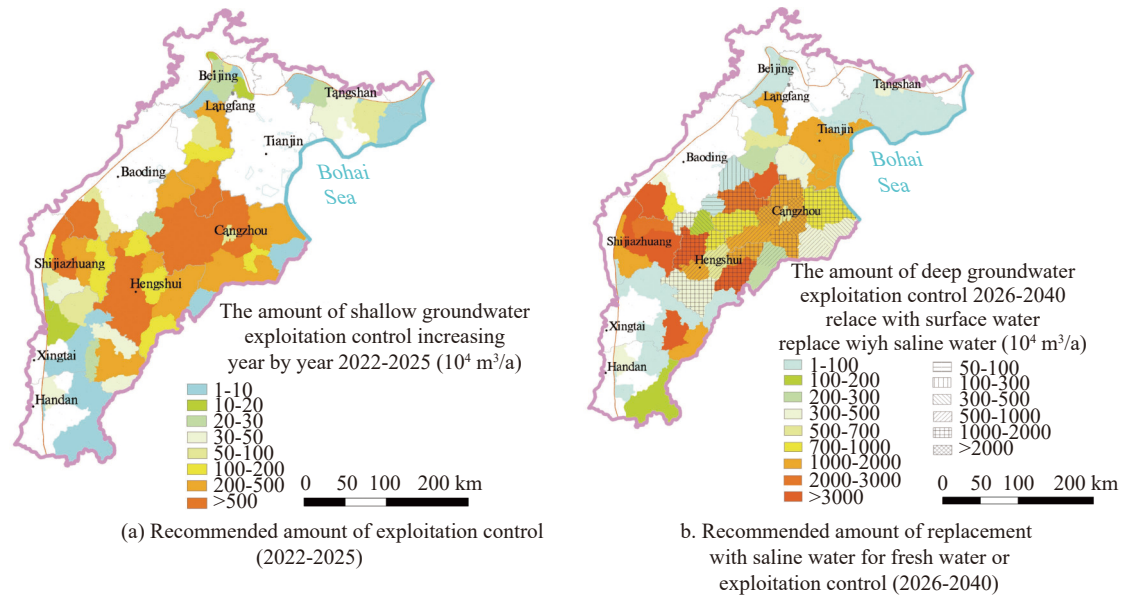 Beijing
Tangshan
Langfang
Tianjin
Baoding
Bohai
Sea
Cangzhou
Shijiazhuang
Hengshui
Xingtai
Handan
The amount of shallow groundwater
exploitation control increasing
year by year 2022-2025 (10⁴ m³/a)
1-10
10-20
20-30
30-50
50-100
100-200
200-500
>500
0 50 100 200 km
(a) Recommended amount of exploitation control
(2022-2025)
Beijing
Tangshan
Langfang
Tianjin
Baoding
Bohai
Sea
Cangzhou
Shijiazhuang
Hengshui
Xingtai
Handan
The amount of deep groundwater
exploitation control 2026-2040
relace with surface water
replace wiyh saline water (10⁴ m³/a)
1-100
100-200
200-300
300-500
500-700
700-1000
1000-2000
2000-3000
>3000
50-100
100-300
300-500
500-1000
1000-2000
>2000
0 50 100 200 km
b. Recommended amount of replacement
with saline water for fresh water or
exploitation control (2026-2040)